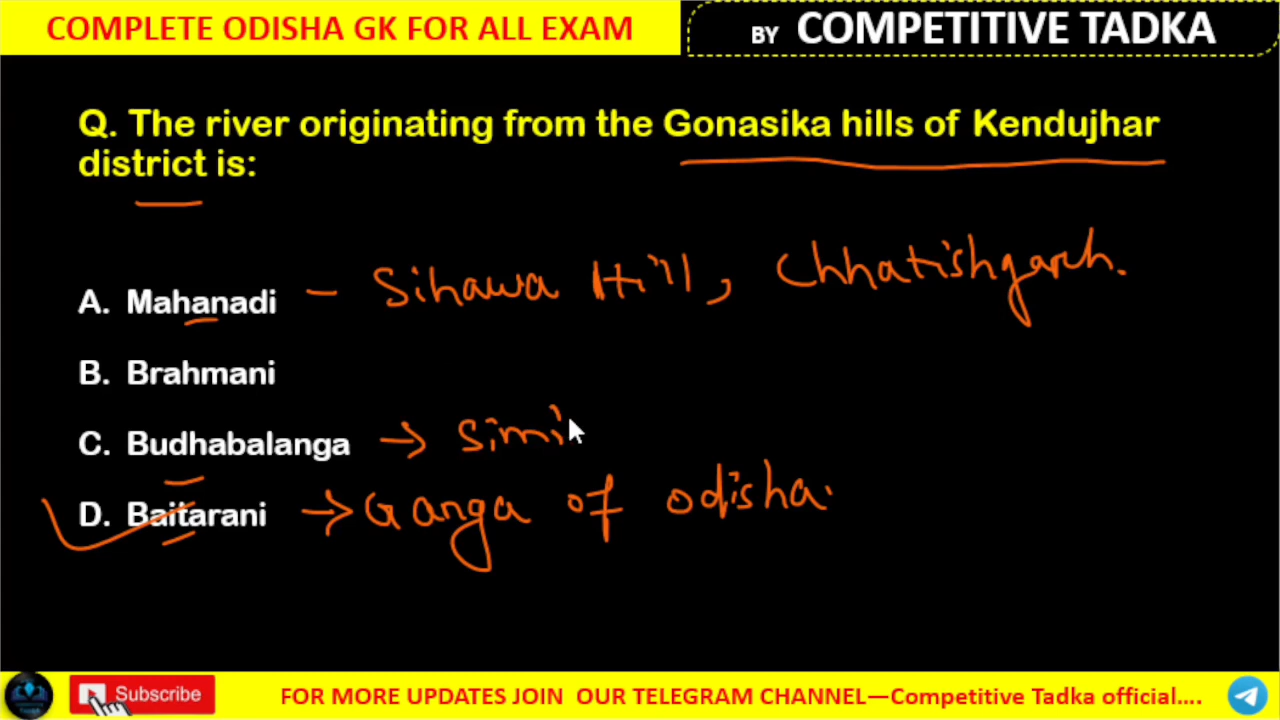 COMPLETE ODISHA GK FOR ALL EXAM
BY COMPETITIVE TADKA
Q. The river originating from the Gonasika hills of Kendujhar
district is:
A. Mahanadi - Sihawa Hill, Chhatishgarh.
B. Brahmani
C. Budhabalanga → Simi
D. Baitarani → Ganga of odisha.
Subscribe
FOR MORE UPDATES JOIN OUR TELEGRAM CHANNEL—Competitive Tadka official....